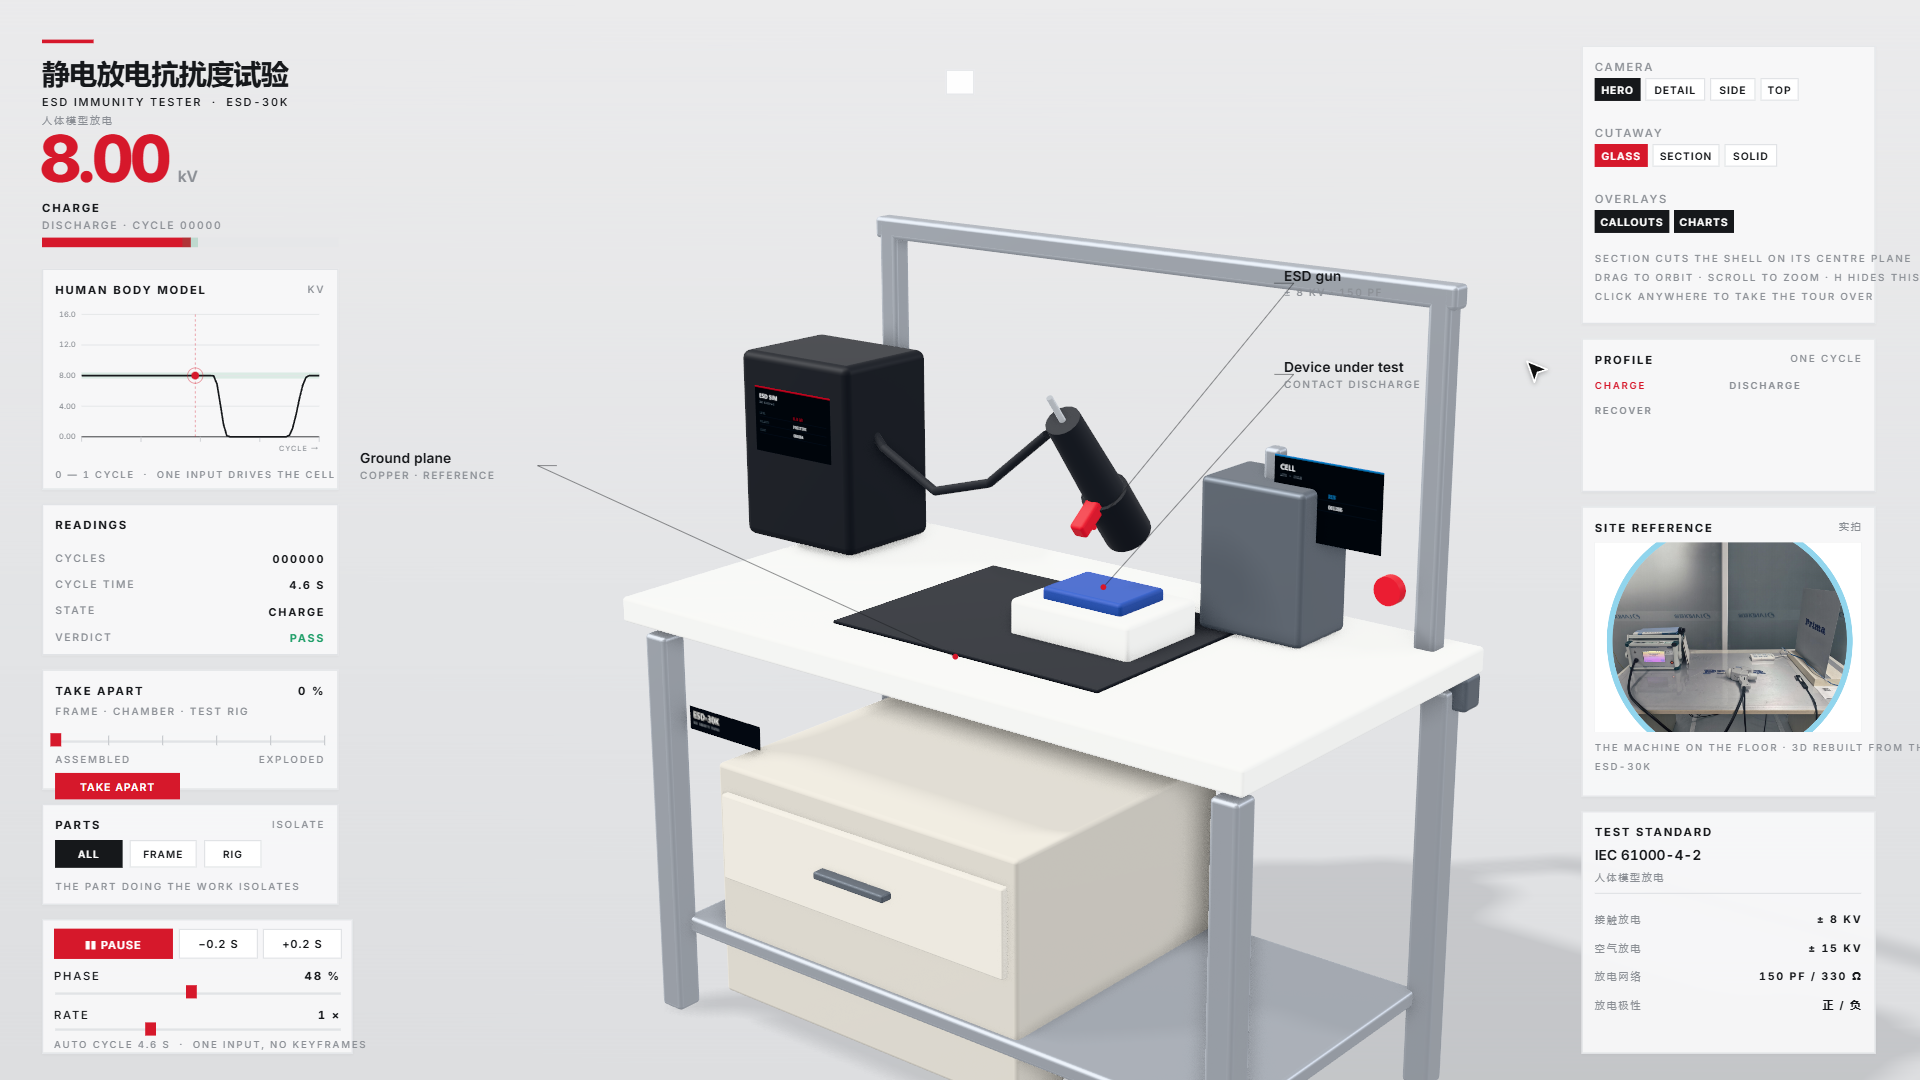 静电放电抗扰度试验
ESD IMMUNITY TESTER · ESD-30K
人体模型放电
8.00 kV
CHARGE
DISCHARGE · CYCLE 00000
HUMAN BODY MODEL KV
16.0
12.0
8.00
4.00
0.00
CYCLE →
0 — 1 CYCLE · ONE INPUT DRIVES THE CELL
READINGS
CYCLES 000000
CYCLE TIME 4.6 S
STATE CHARGE
VERDICT PASS
TAKE APART 0 %
FRAME · CHAMBER · TEST RIG
ASSEMBLED EXPLODED
TAKE APART
PARTS ISOLATE
ALL FRAME RIG
THE PART DOING THE WORK ISOLATES
PAUSE −0.2 S +0.2 S
PHASE 48 %
RATE 1 ×
AUTO CYCLE 4.6 S · ONE INPUT, NO KEYFRAMES
Ground plane
COPPER · REFERENCE
ESD gun
± 8 KV · 150 PF
Device under test
CONTACT DISCHARGE
ESD SIM
CELL
ESD-30K
CAMERA
HERO DETAIL SIDE TOP
CUTAWAY
GLASS SECTION SOLID
OVERLAYS
CALLOUTS CHARTS
SECTION CUTS THE SHELL ON ITS CENTRE PLANE
DRAG TO ORBIT · SCROLL TO ZOOM · H HIDES THIS
CLICK ANYWHERE TO TAKE THE TOUR OVER
PROFILE ONE CYCLE
CHARGE DISCHARGE
RECOVER
SITE REFERENCE 实拍
Prima
THE MACHINE ON THE FLOOR · 3D REBUILT FROM TH
ESD-30K
TEST STANDARD
IEC 61000-4-2
人体模型放电
接触放电 ± 8 KV
空气放电 ± 15 KV
放电网络 150 PF / 330 Ω
放电极性 正 / 负